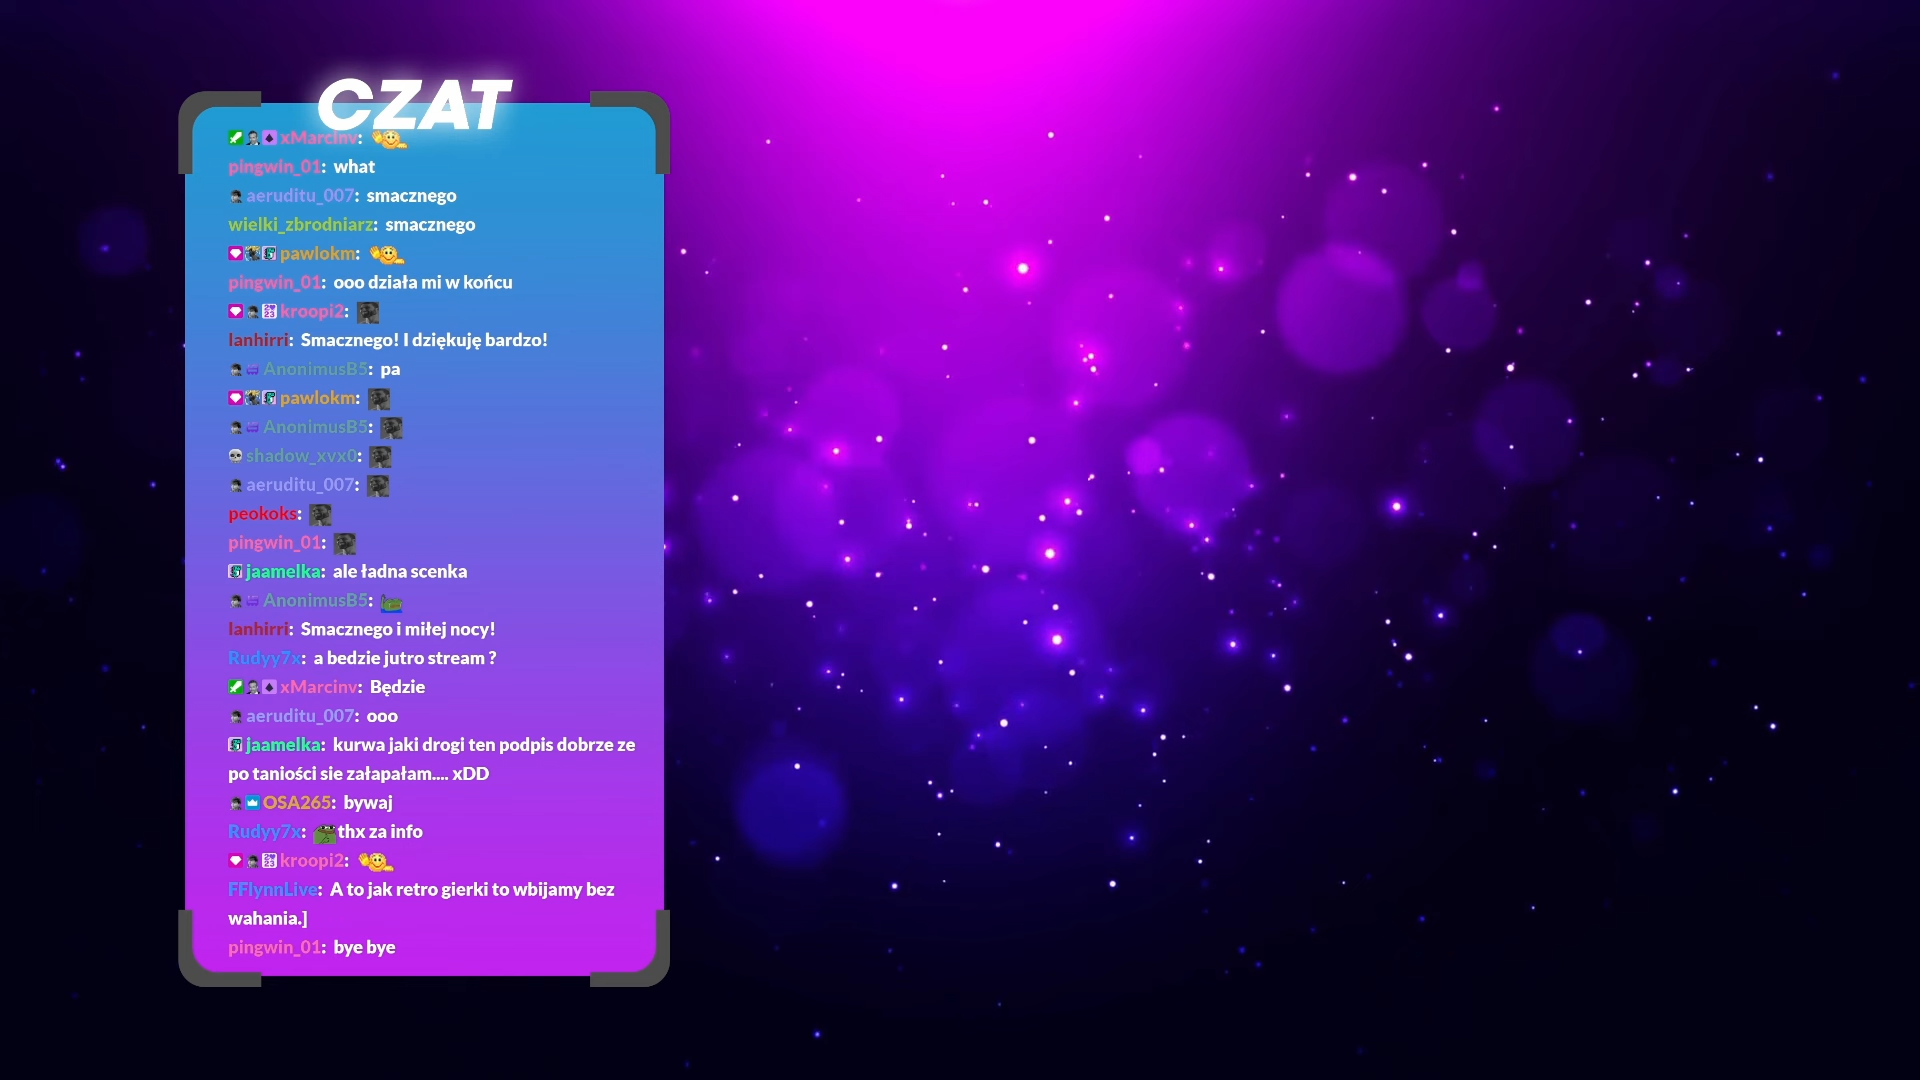 CZAT
xMarcinv:
pingwin_01: what
aeruditu_007: smacznego
wielki_zbrodniarz: smacznego
pawlokm:
pingwin_01: ooo działa mi w końcu
kroopi2:
lanhirri: Smacznego! I dziękuję bardzo!
AnonimusB5: pa
pawlokm:
AnonimusB5:
shadow_xvx0:
aeruditu_007:
peokoks:
pingwin_01:
jaamelka: ale ładna scenka
AnonimusB5:
lanhirri: Smacznego i miłej nocy!
Rudyy7x: a bedzie jutro stream ?
xMarcinv: Będzie
aeruditu_007: ooo
jaamelka: kurwa jaki drogi ten podpis dobrze ze
po taniości sie załapałam.... xDD
OSA265: bywaj
Rudyy7x: thx za info
kroopi2:
FFlynnLive: A to jak retro gierki to wbijamy bez
wahania.]
pingwin_01: bye bye